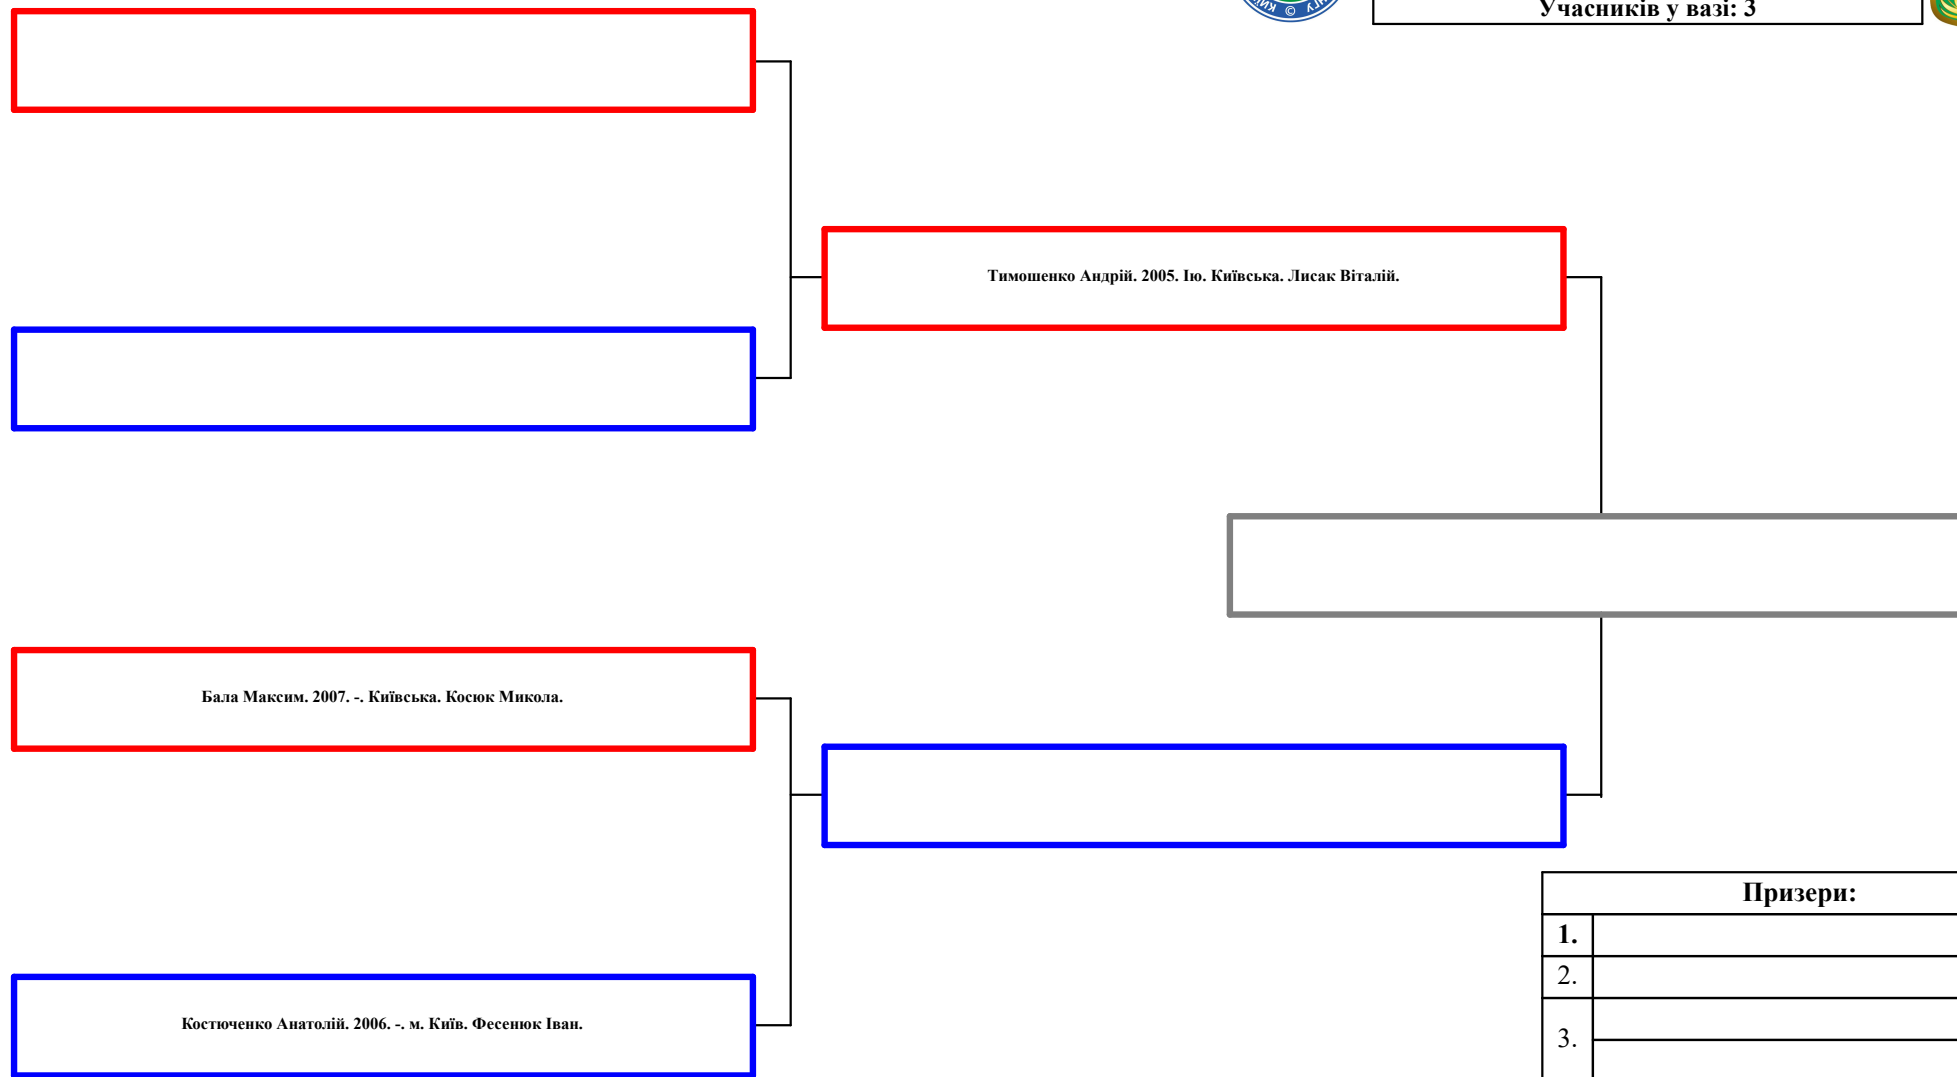 Учасників у вазі: 3
Тимошенко Андрій. 2005. Iю. Київська. Лисак Віталій.
Бала Максим. 2007. -. Київська. Косюк Микола.
Костюченко Анатолій. 2006. -. м. Київ. Фесенюк Іван.
Призери:
1.
2.
3.